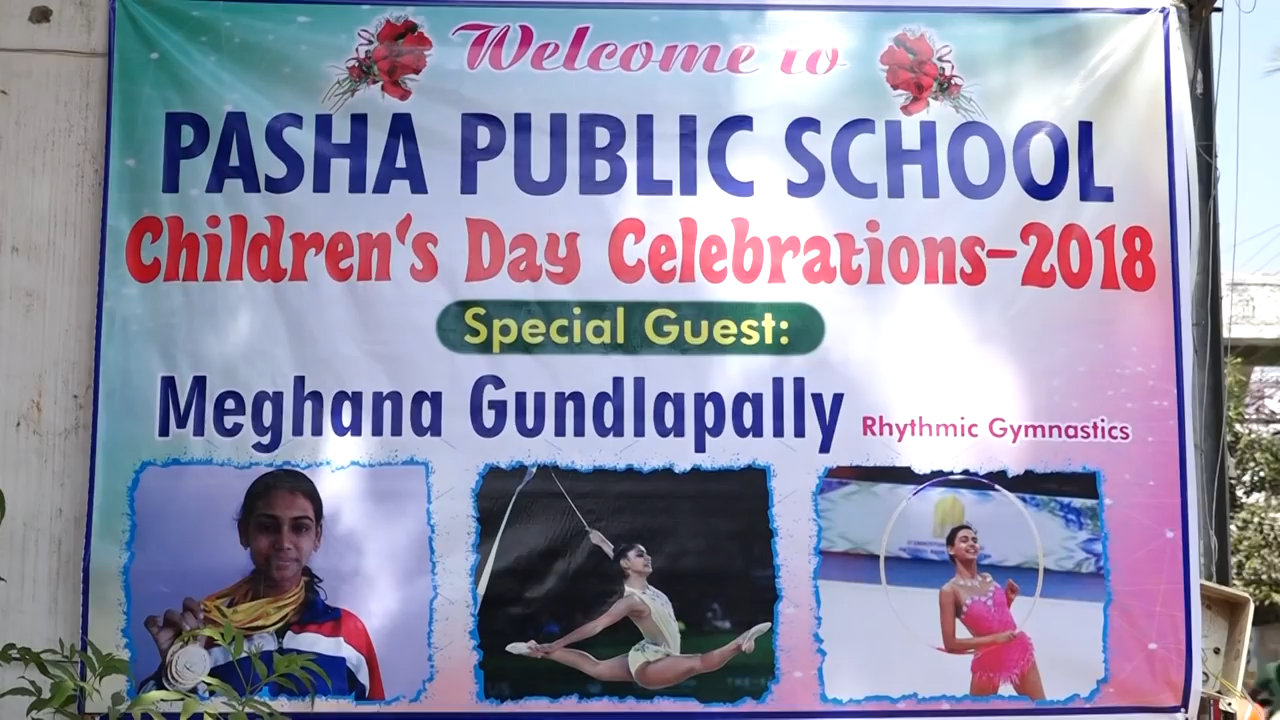 Welcome to
PASHA PUBLIC SCHOOL
Children‘s Day Celebrations-2018
Special Guest:
Meghana Gundlapally Rhythmic Gymnastics